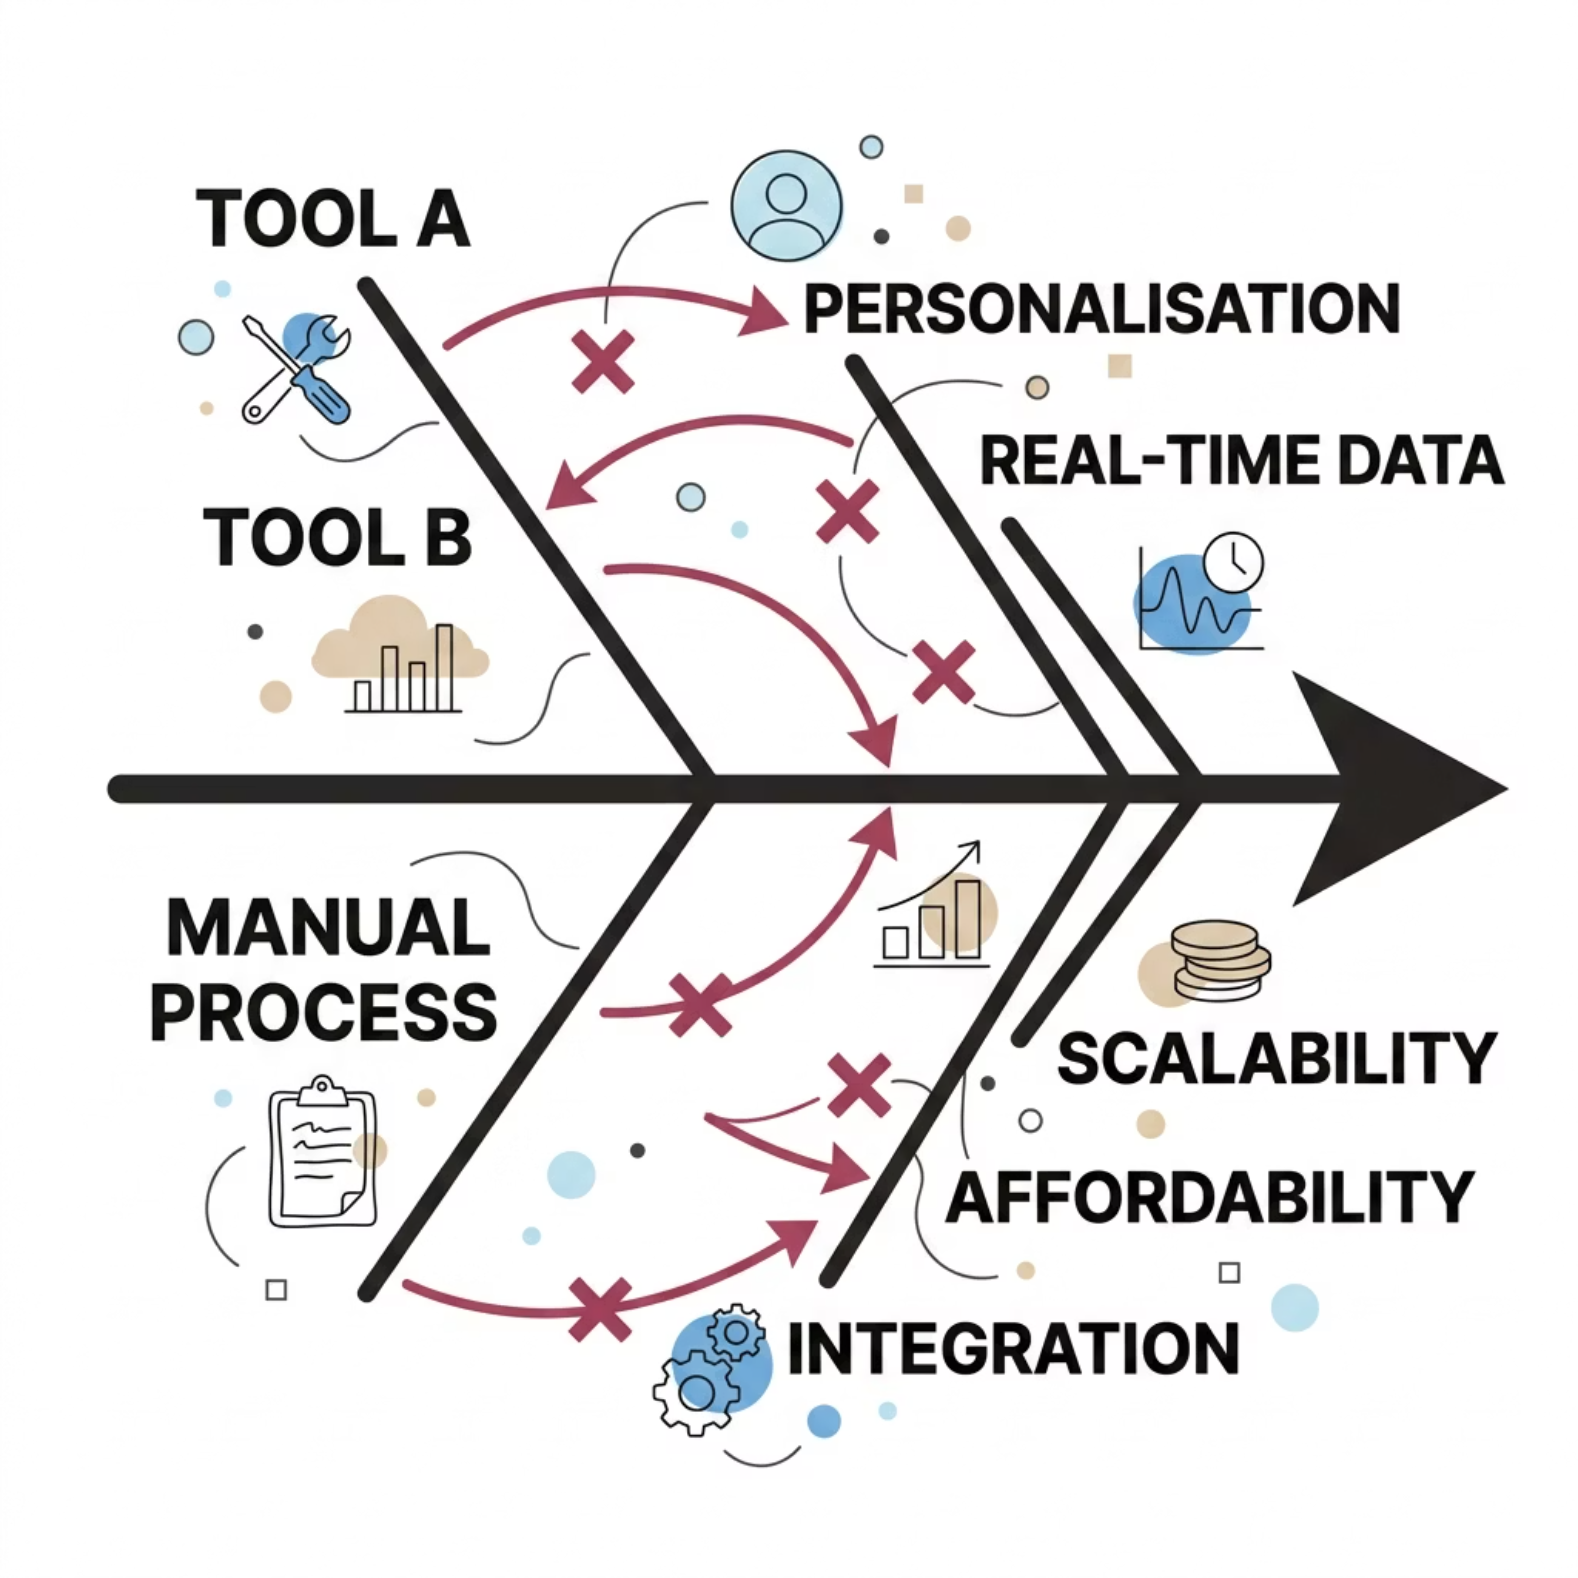 TOOL A
PERSONALISATION
REAL-TIME DATA
TOOL B
MANUAL
PROCESS
SCALABILITY
AFFORDABILITY
INTEGRATION